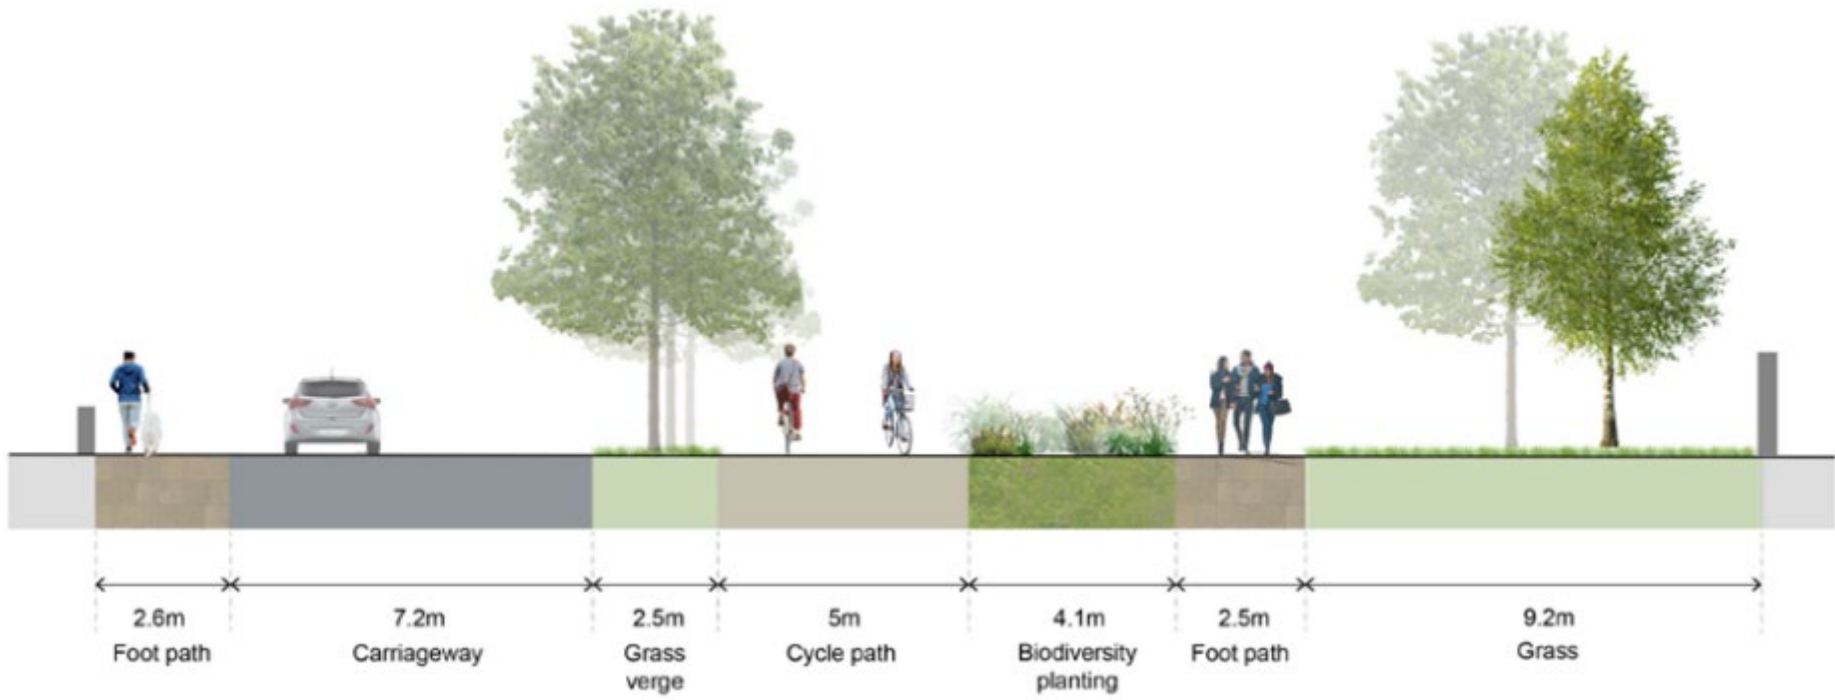 2.6m
Foot path
7.2m
Carriageway
2.5m
Grass
verge
5m
Cycle path
4.1m
Biodiversity
planting
2.5m
Foot path
9.2m
Grass